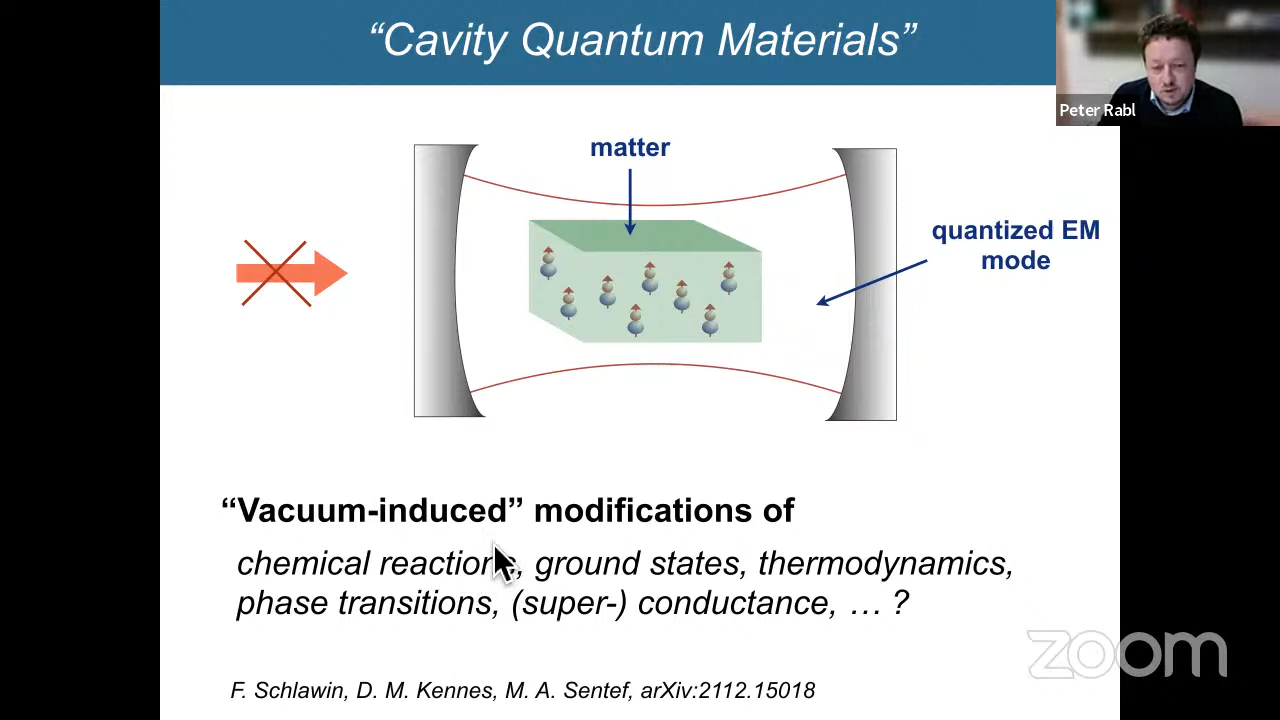 “Cavity Quantum Materials”
Peter Rabl
matter
quantized EM
mode
“Vacuum-induced” modifications of
chemical reactions, ground states, thermodynamics,
phase transitions, (super-) conductance, … ?
zoom
F. Schlawin, D. M. Kennes, M. A. Sentef, arXiv:2112.15018